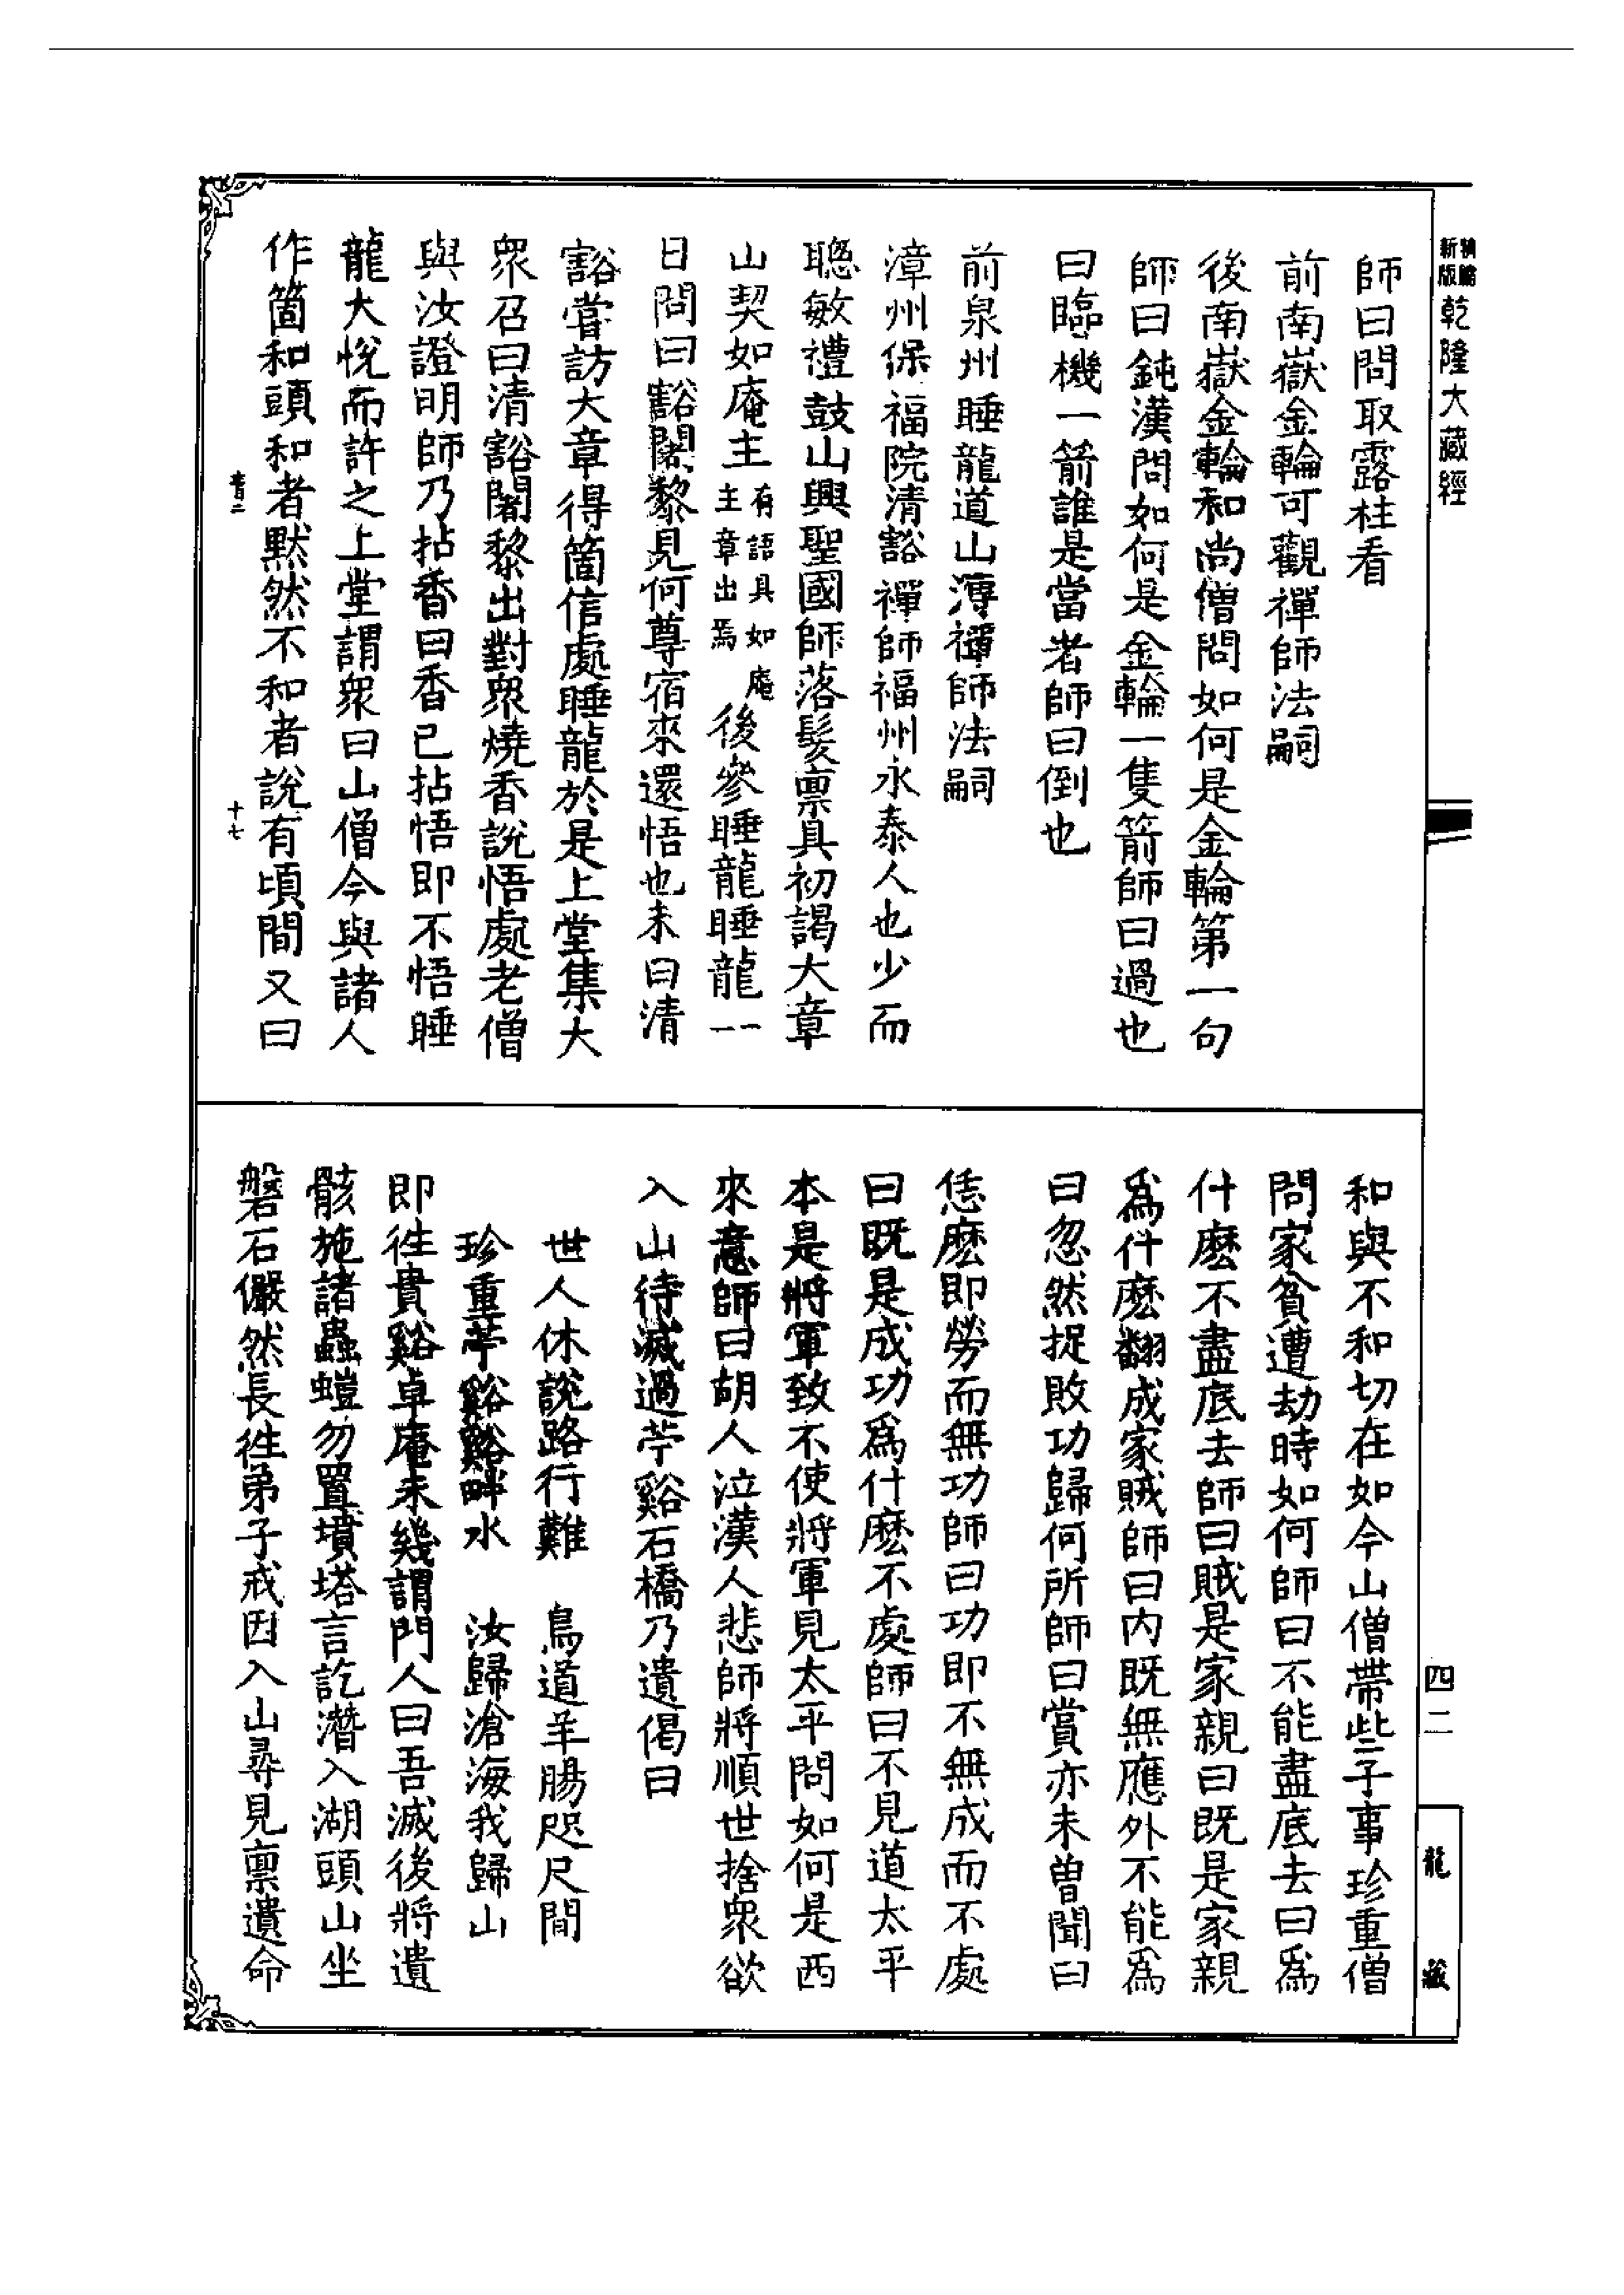 精編
新版
乾隆大藏經
師曰問取露柱看
前南嶽金輪可觀禪師法嗣
後南嶽金輪和尚僧問如何是金輪第一句
師曰鈍漢問如何是金輪一隻箭師曰過也
曰臨機一箭誰是當者師曰倒也
前泉州睡龍道山溥禪師法嗣
漳州保福院清豁禪師福州永泰人也少而
聰敏禮鼓山興聖國師落髮稟具初謁大章
山契如庵主有語具如庵主章出焉後參睡龍睡龍一一
日問曰豁闍黎見何尊宿來還悟也未曰清
豁嘗訪大章得箇信處睡龍於是上堂集大
眾召曰清豁闍黎出對眾燒香說悟處老僧
與汝證明師乃拈香曰香已拈悟即不悟睡
龍大悅而許之上堂謂眾曰山僧今與諸人
作箇和頭和者默然不和者說有頃間又曰
十七
和與不和切在如今山僧帶些子事珍重僧
問家貧遭劫時如何師曰不能盡底去曰爲
什麼不盡底去師曰賊是家親曰既是家親
爲什麼翻成家賊師曰內既無應外不能爲
曰忽然捉敗功歸何所師曰賞亦未曾聞曰
恁麼即勞而無功師曰功即不無成而不處
曰既是成功爲什麼不處師曰不見道太平
本是將軍致不使將軍見太平問如何是西
來意師曰胡人泣漢人悲師將順世捨眾欲
入山待滅過苧谿石橋乃遺偈曰
世人休說路行難　鳥道羊腸咫尺間
珍重苧谿谿畔水　汝歸滄海我歸山
即往貴谿卓庵未幾謂門人曰吾滅後將遺
骸施諸蟲螘勿置墳塔言訖潛入湖頭山坐
磐石儼然長往弟子戒因入山尋見稟遺命
四二
龍藏